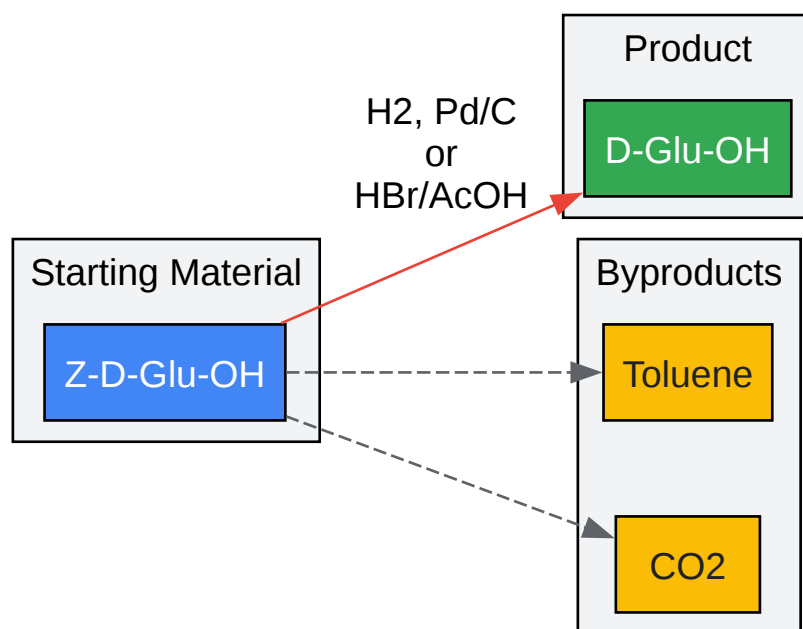 Product
H2, Pd/C
or
HBr/AcOH
D-Glu-OH
Starting Material
Z-D-Glu-OH
Byproducts
Toluene
CO2